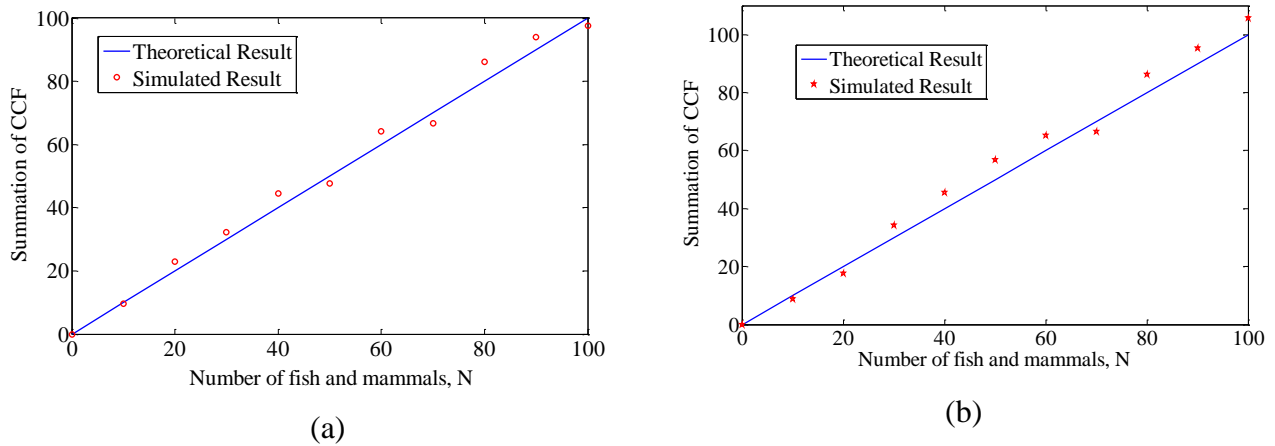 100
80
60
40
20
0
Summation of CCF
Theoretical Result
Simulated Result
0 20 40 60 80 100
Number of fish and mammals, N
(a)
100
80
60
40
20
0
Summation of CCF
Theoretical Result
Simulated Result
0 20 40 60 80 100
Number of fish and mammals, N
(b)